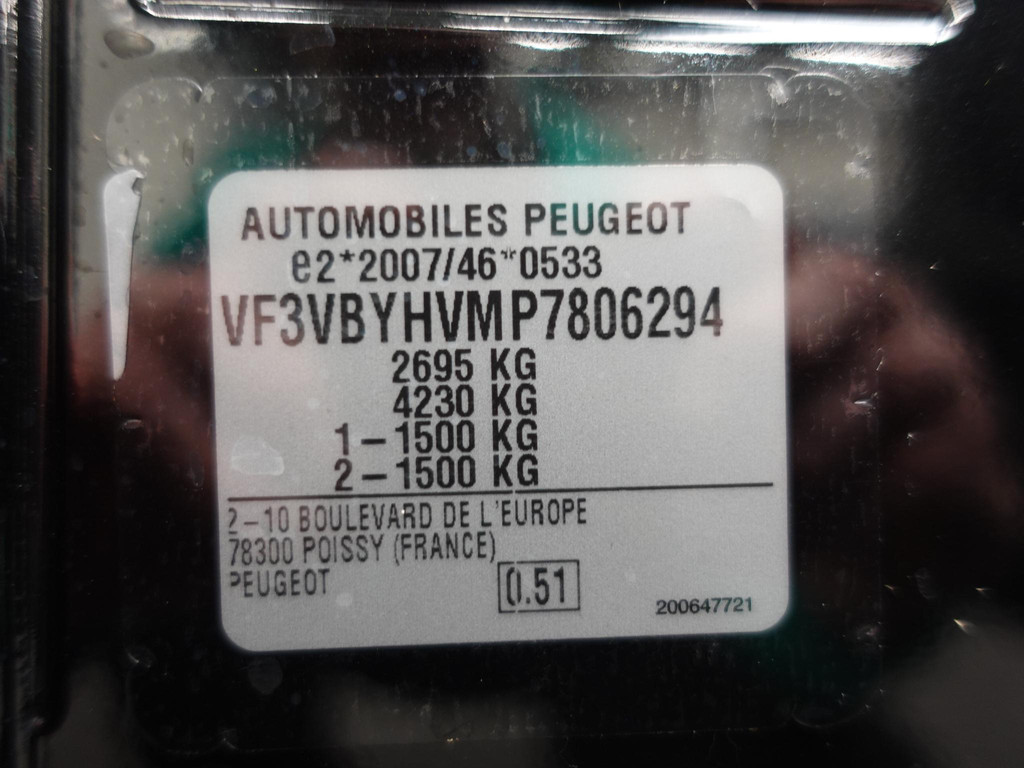 AUTOMOBILES PEUGEOT
e2*2007/46*0533
VF3VBYHVMP7806294
2695 KG
4230 KG
1-1500 KG
2-1500 KG
2-10 BOULEVARD DE L'EUROPE
78300 POISSY (FRANCE)
PEUGEOT
0.51
200647721